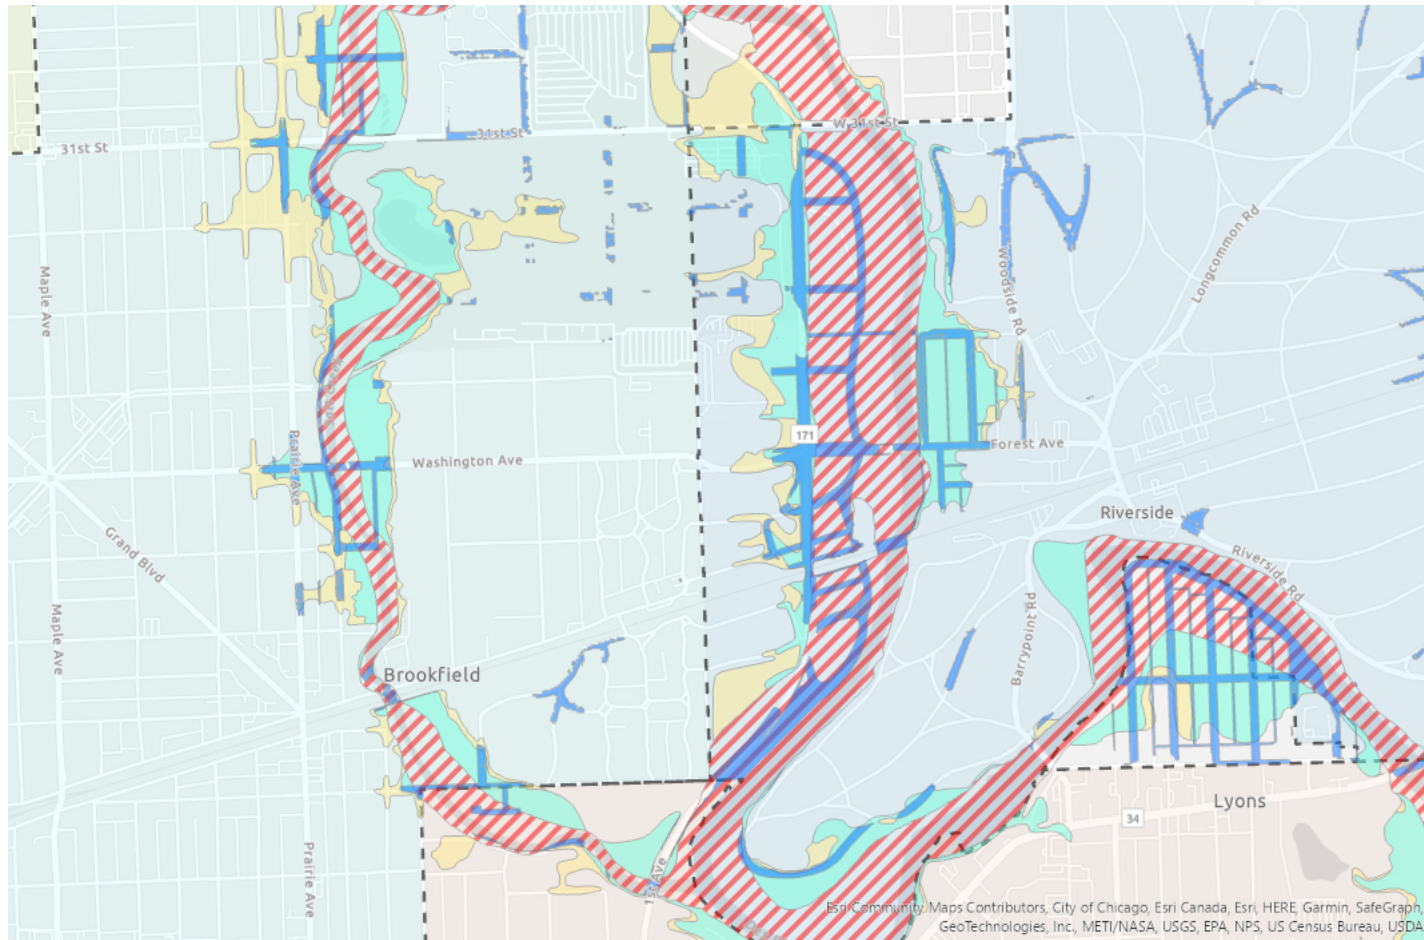 W 31st St
31st St
31st St
Longcommon Rd
Maple Ave
Woodside Rd
171
Prairie Ave
Forest Ave
Washington Ave
Riverside
Grand Blvd
Riverside Rd
Barrypoint Rd
Maple Ave
Brookfield
Lyons
34
Prairie Ave
1st Ave
Esri Community Maps Contributors, City of Chicago, Esri Canada, Esri, HERE, Garmin, SafeGraph,
GeoTechnologies, Inc., METI/NASA, USGS, EPA, NPS, US Census Bureau, USDA